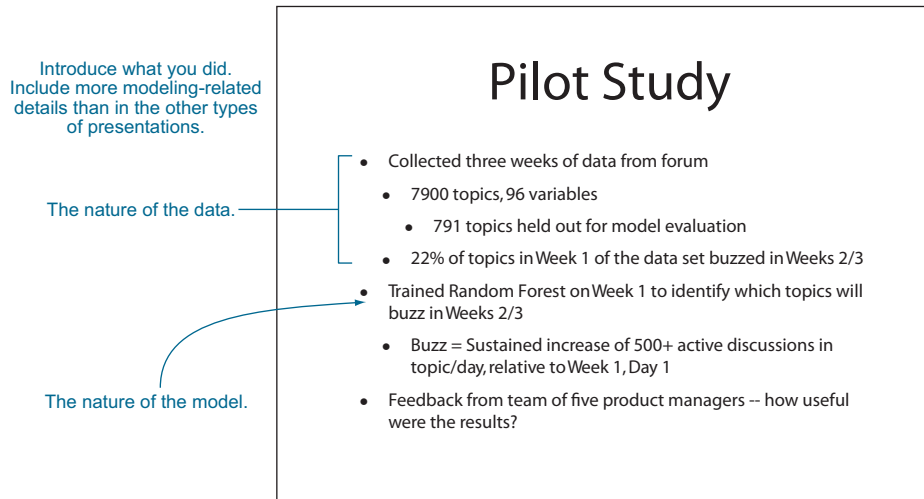 Introduce what you did.
Include more modeling-related
details than in the other types
of presentations.
The nature of the data.
The nature of the model.
Pilot Study
• Collected three weeks of data from forum
• 7900 topics, 96 variables
• 791 topics held out for model evaluation
• 22% of topics in Week 1 of the data set buzzed in Weeks 2/3
• Trained Random Forest on Week 1 to identify which topics will
buzz in Weeks 2/3
• Buzz = Sustained increase of 500+ active discussions in
topic/day, relative to Week 1, Day 1
• Feedback from team of five product managers -- how useful
were the results?